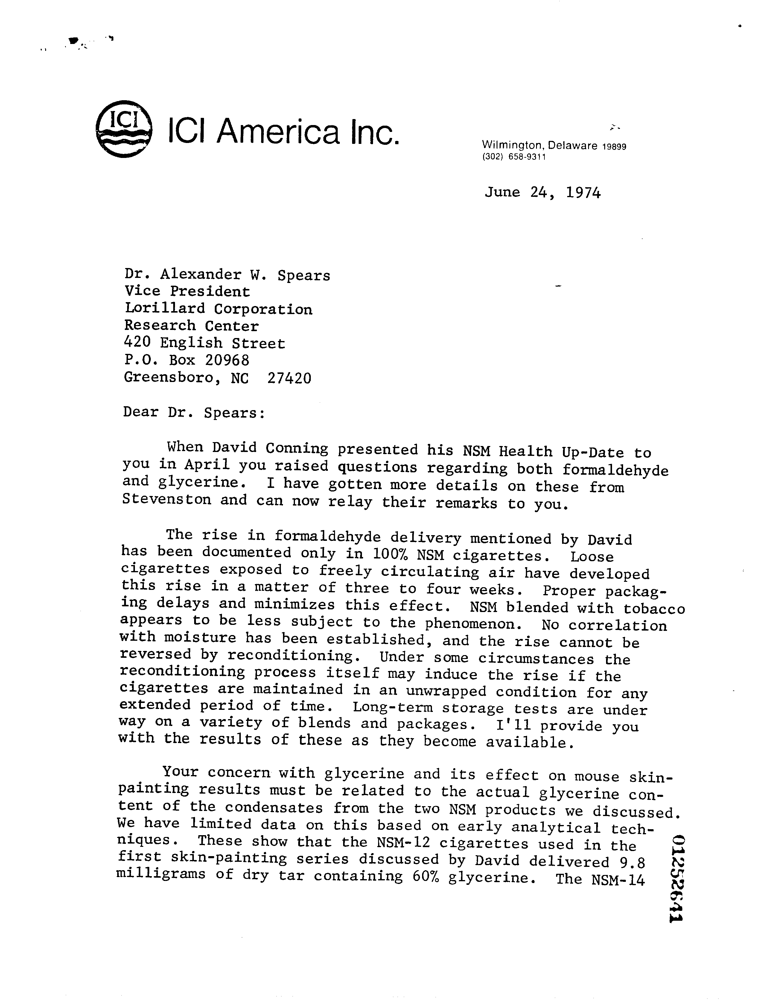 ICI
ICI America Inc.
Wilmington, Delaware 19899
(302) 658-9311
June 24, 1974
Dr. Alexander W. Spears
Vice President
Lorillard Corporation
Research Center
420 English Street
P.O. Box 20968
Greensboro, NC 27420
Dear Dr. Spears:
When David Conning presented his NSM Health Up-Date to
you in April you raised questions regarding both formaldehyde
and glycerine. I have gotten more details on these from
Stevenston and can now relay their remarks to you.
The rise in formaldehyde delivery mentioned by David
has been documented only in 100% NSM cigarettes. Loose
cigarettes exposed to freely circulating air have developed
this rise in a matter of three to four weeks. Proper packag-
ing delays and minimizes this effect. NSM blended with tobacco
appears to be less subject to the phenomenon. No correlation
with moisture has been established, and the rise cannot be
reversed by reconditioning. Under some circumstances the
reconditioning process itself may induce the rise if the
cigarettes are maintained in an unwrapped condition for any
extended period of time. Long-term storage tests are under
way on a variety of blends and packages. I'll provide you
with the results of these as they become available.
Your concern with glycerine and its effect on mouse skin-
painting results must be related to the actual glycerine con-
tent of the condensates from the two NSM products we discussed.
We have limited data on this based on early analytical tech-
niques. These show that the NSM-12 cigarettes used in the
first skin-painting series discussed by David delivered 9.8
milligrams of dry tar containing 60% glycerine. The NSM-14
01252641